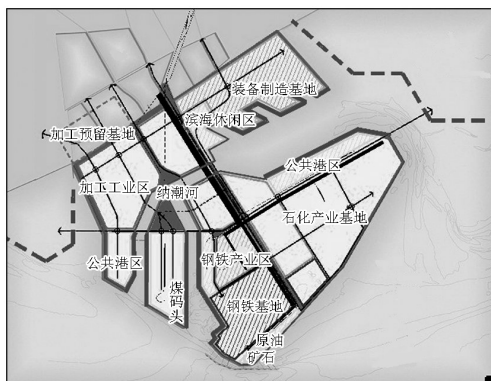 装备制造基地
滨海休闲区
加工预留基地
公共港区
加工工业区
纳潮河
石化产业基地
公共港区
钢铁产业区
煤码头
钢铁基地
原油
矿石